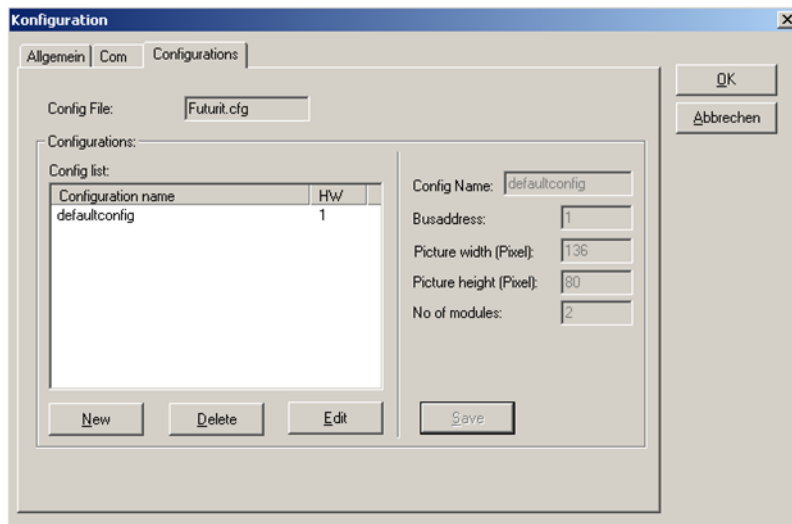 Konfiguration
Allgemein Com Configurations
OK
Abbrechen
Config File: Futurit.cfg
Configurations:
Config list:
Configuration name HW
defaultconfig 1
New Delete Edit
Config Name: defaultconfig
Busaddress: 1
Picture width (Pixel): 136
Picture height (Pixel): 80
No of modules: 2
Save